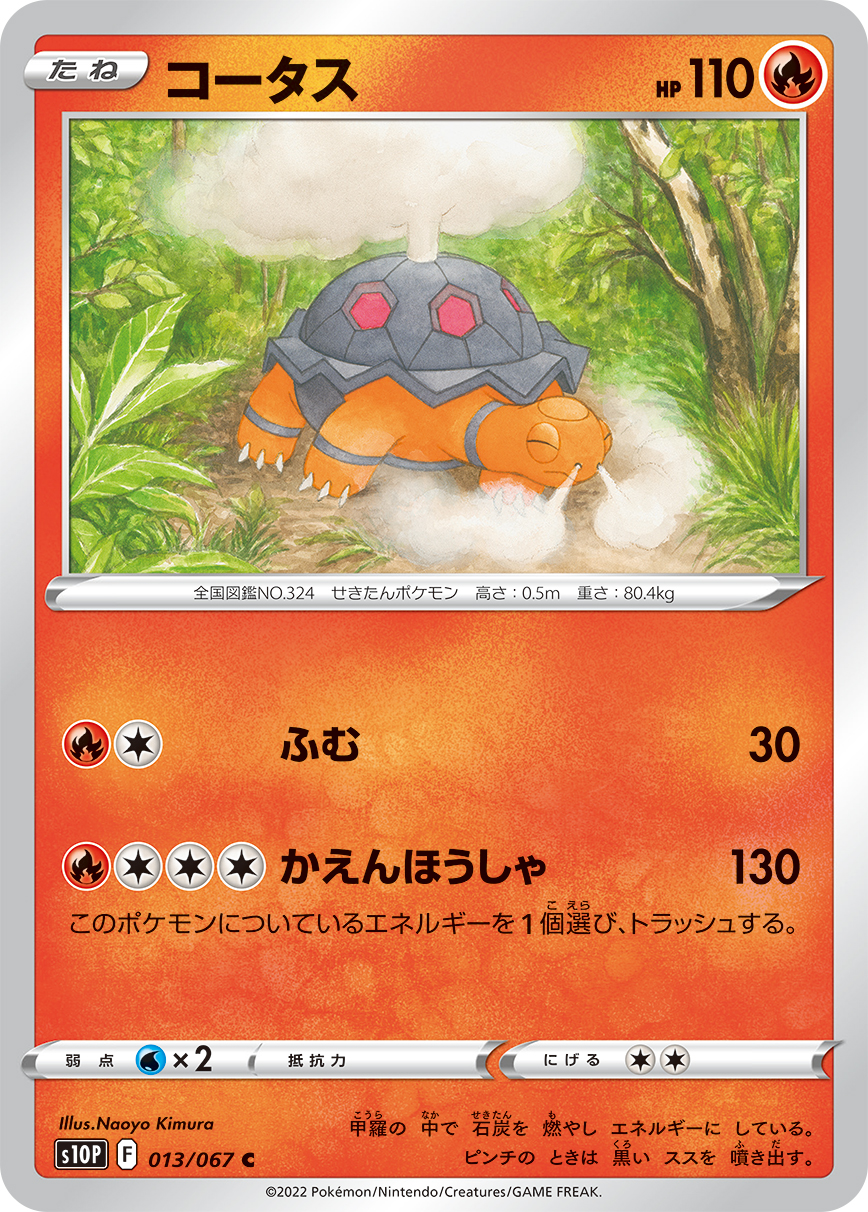 たね コータス HP 110
全国図鑑NO.324 せきたんポケモン 高さ：0.5m 重さ：80.4kg
ふむ 30
かえんほうしゃ 130
このポケモンについているエネルギーを1個選び、トラッシュする。
弱点 ×2 抵抗力 にげる
Illus.Naoyo Kimura
甲羅の 中で 石炭を 燃やし エネルギーに している。
ピンチの ときは 黒い ススを 噴き出す。
s10P F 013/067 C
©2022 Pokémon/Nintendo/Creatures/GAME FREAK.